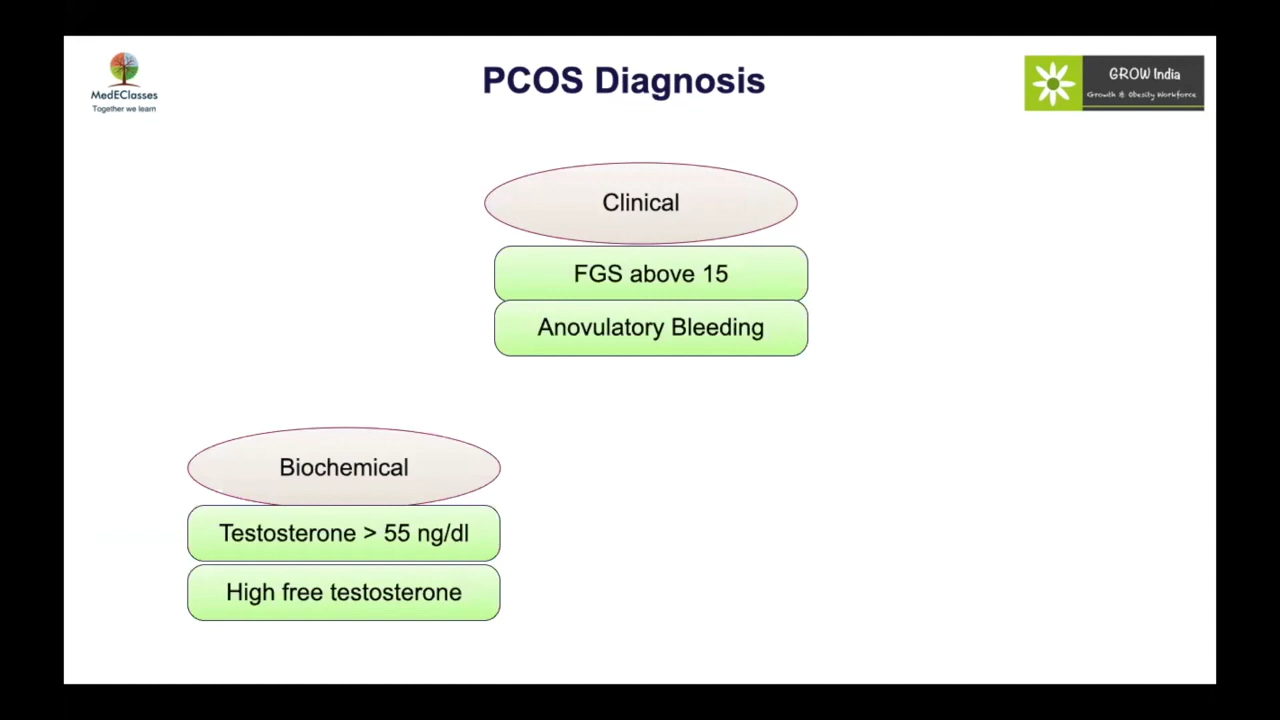 MedEClasses
Together we learn
PCOS Diagnosis
GROW India
Growth & Obesity Workforce
Clinical
FGS above 15
Anovulatory Bleeding
Biochemical
Testosterone > 55 ng/dl
High free testosterone